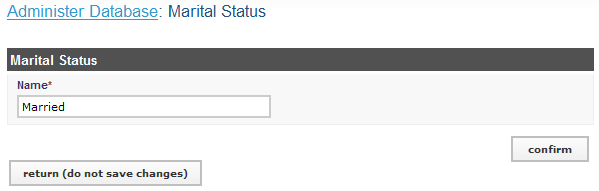 Administer Database: Marital Status
Marital Status
Name*
Married
confirm
return (do not save changes)